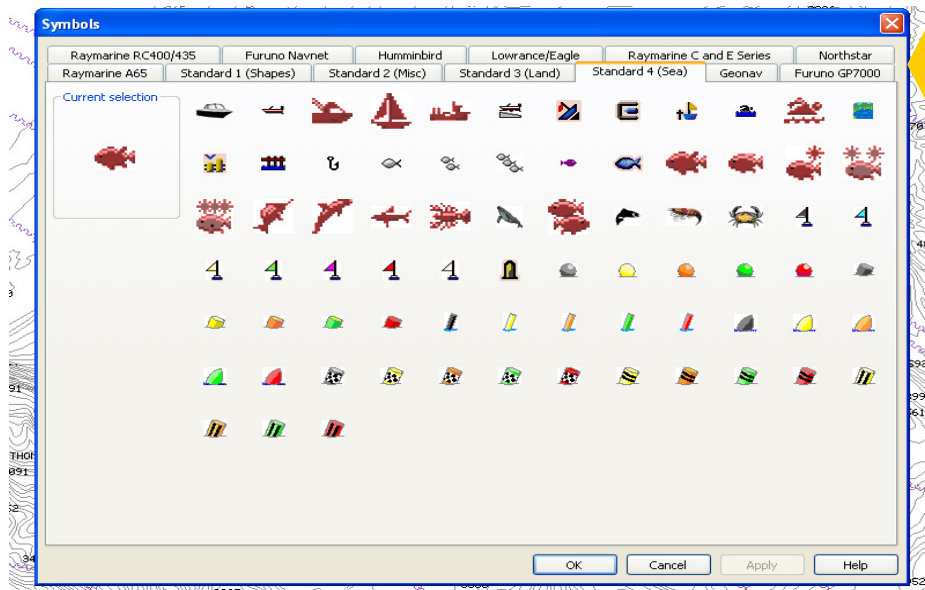 Symbols
Raymarine RC400/435 Furuno Navnet Humminbird Lowrance/Eagle Raymarine C and E Series Northstar
Raymarine A65 Standard 1 (Shapes) Standard 2 (Misc) Standard 3 (Land) Standard 4 (Sea) Geonav Furuno GP7000
Current selection
OK Cancel Apply Help